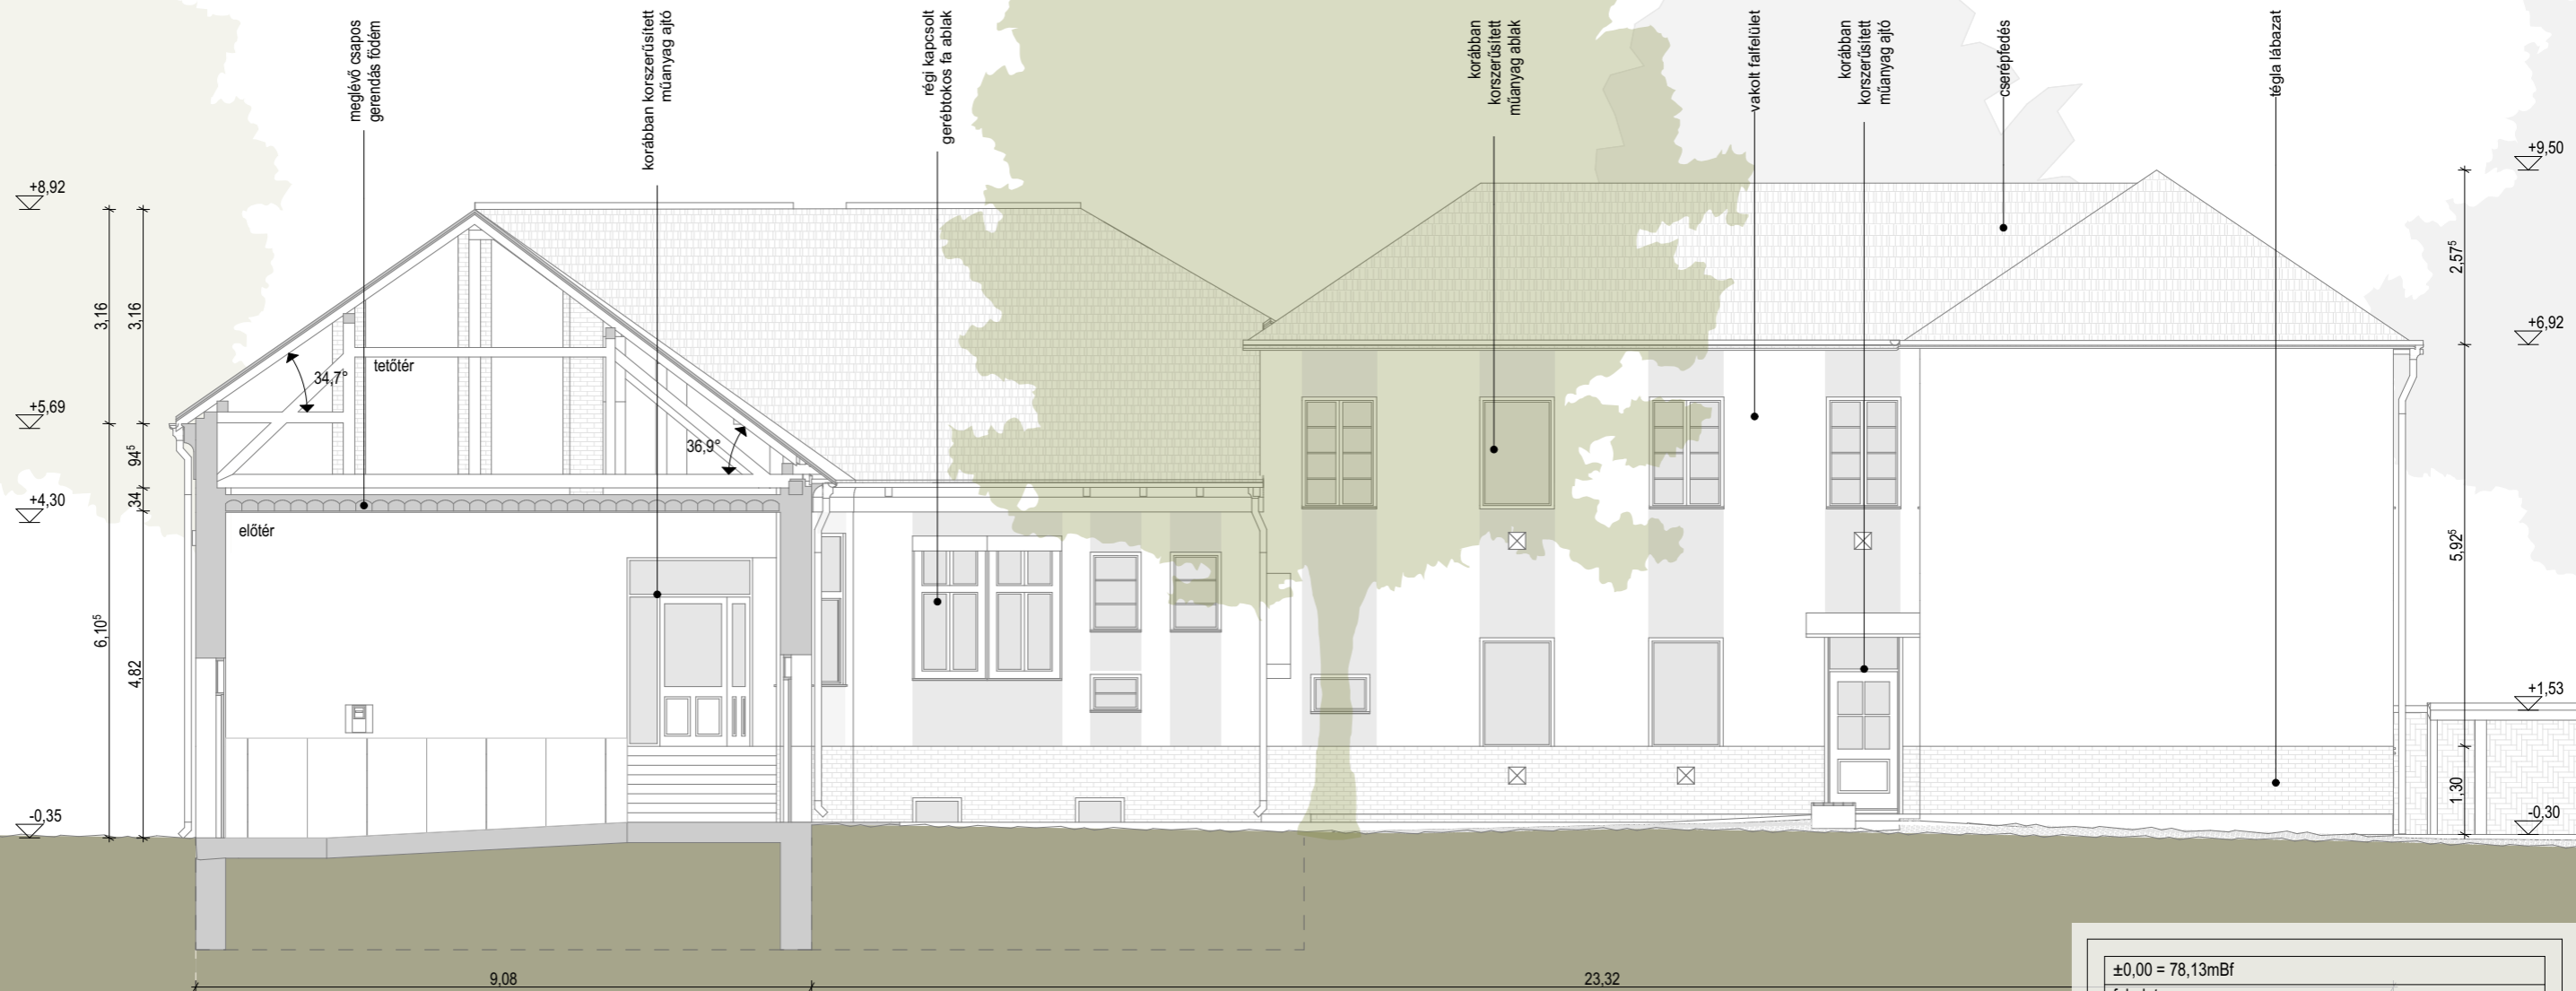 meglévő csapos
gerendás födém
korábban korszerűsített
műanyag ajtó
régi kapcsolt
gerébtokos fa ablak
korábban
korszerűsített
műanyag ablak
vakolt falfelület
korábban
korszerűsített
műanyag ajtó
cserépfedés
tégla lábazat
+8,92
+5,69
+4,30
-0,35
3,16
6,10⁵
3,16
94⁵
34
4,82
34,7°
tetőtér
36,9°
előtér
+9,50
+6,92
+1,53
-0,30
2,57⁵
5,92⁵
1,30
9,08
23,32
±0,00 = 78,13mBf